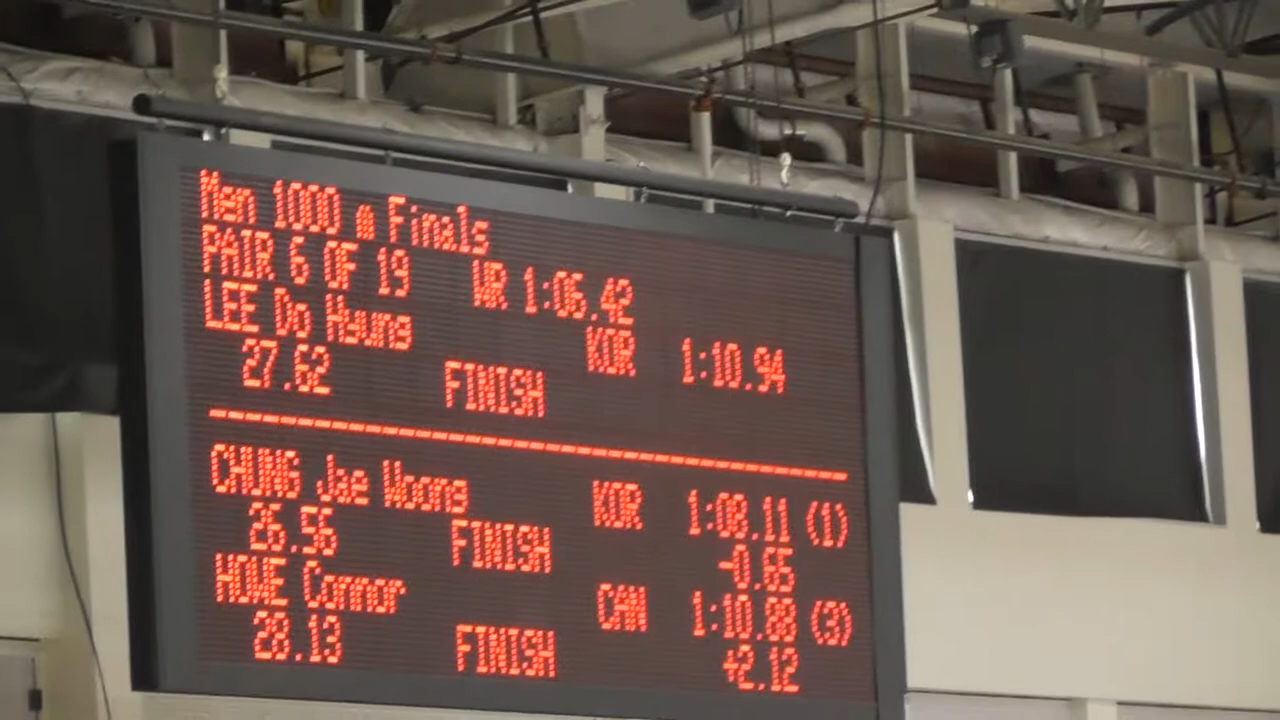 Men 1000 m Finals
PAIR 6 OF 19 WR 1:06.42
LEE Do Hyung KOR 1:10.94
27.62 FINISH
CHUNG Jae Woong KOR 1:08.11 (1)
26.56 FINISH -0.65
HOWE Connor CAN 1:10.88 (3)
28.13 FINISH +2.12